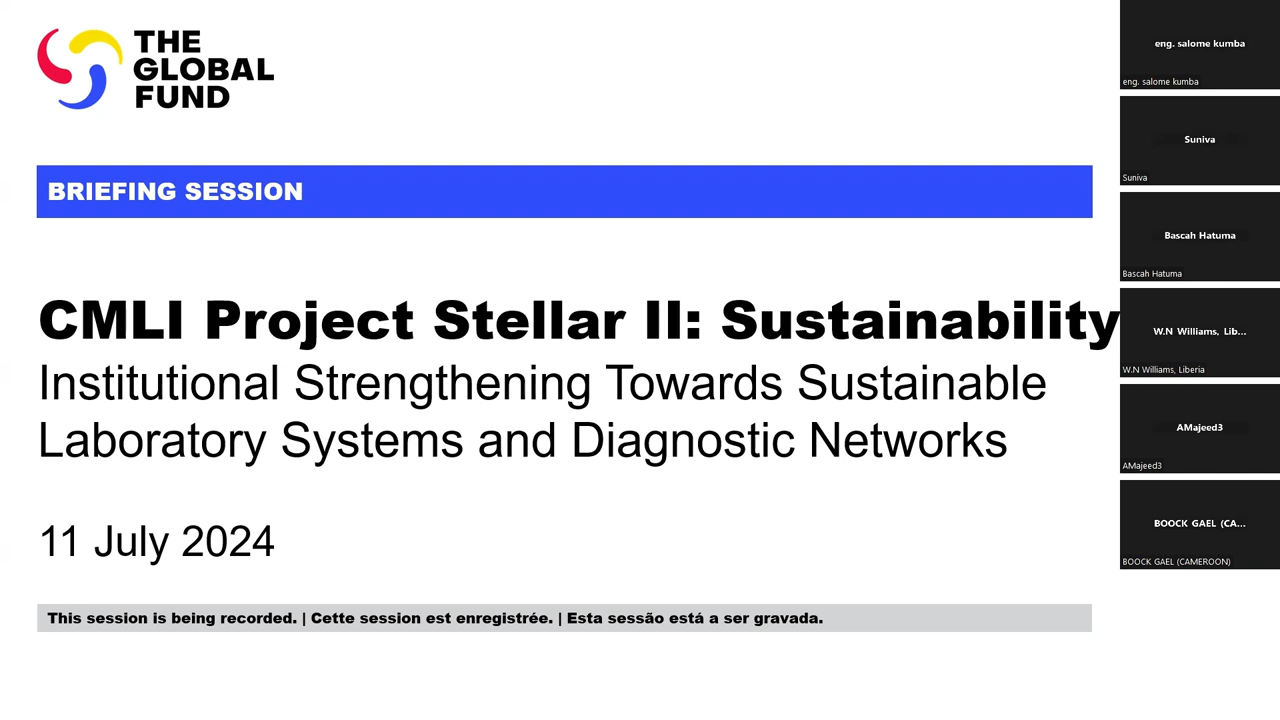 THE
GLOBAL
FUND
BRIEFING SESSION
CMLI Project Stellar II: Sustainability
Institutional Strengthening Towards Sustainable
Laboratory Systems and Diagnostic Networks
11 July 2024
This session is being recorded. | Cette session est enregistrée. | Esta sessão está a ser gravada.
eng. salome kumba
eng. salome kumba
Suniva
Suniva
Bascah Hatuma
Bascah Hatuma
W.N Williams, Lib...
W.N Williams, Liberia
AMajeed3
AMajeed3
BOOCK GAEL (CA...
BOOCK GAEL (CAMEROON)